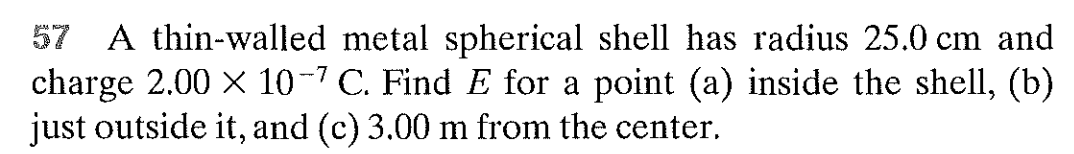 57 A thin-walled metal spherical shell has radius 25.0 cm and
charge 2.00 × 10⁻⁷ C. Find E for a point (a) inside the shell, (b)
just outside it, and (c) 3.00 m from the center.